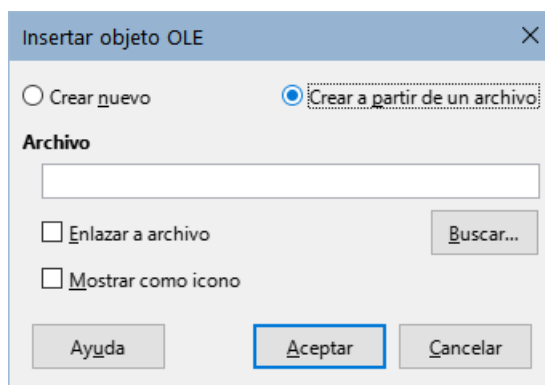 Insertar objeto OLE
Crear nuevo Crear a partir de un archivo
Archivo
Enlazar a archivo Buscar...
Mostrar como icono
Ayuda Aceptar Cancelar